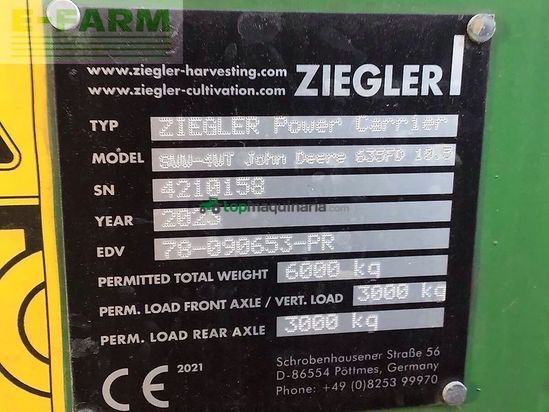 E-FARM
www.ziegler-harvesting.com
www.ziegler-cultivation.com
ZIEGLER
TYP ZIEGLER Power Carrier
MODEL SWW-4WT John Deere 635FD 10.5
SN 4210158
topmaquinaria.com
YEAR 2023
EDV 78-090653-PR
PERMITTED TOTAL WEIGHT 6000 kg
PERM. LOAD FRONT AXLE / VERT. LOAD 3000 kg
PERM. LOAD REAR AXLE 3000 kg
CE 2021
Schrobenhausener Straße 56
D-86554 Pöttmes, Germany
Phone: +49 (0)8253 99970